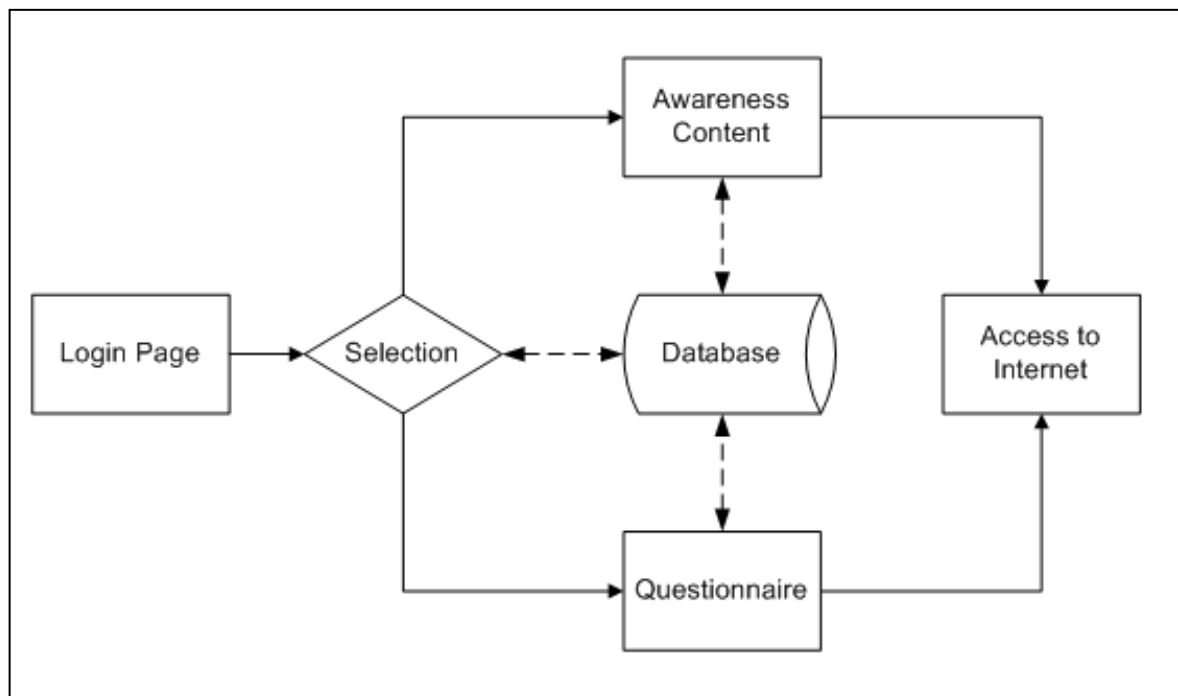 Awareness
Content
Login Page
Selection
Database
Access to
Internet
Questionnaire